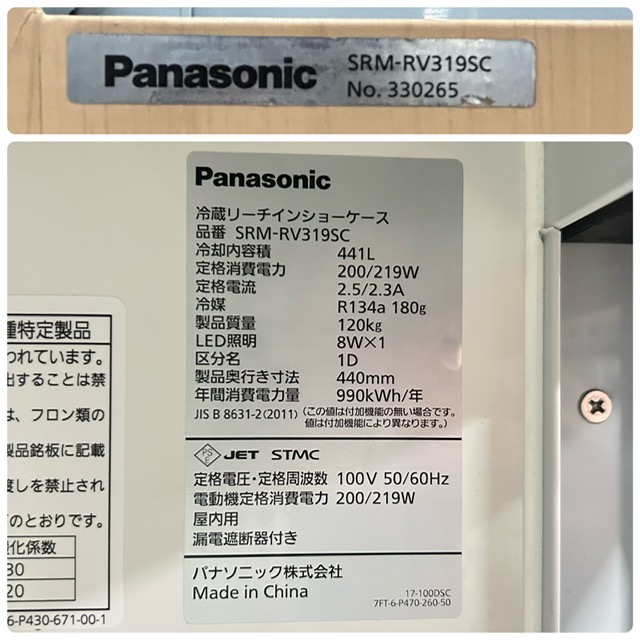 Panasonic SRM-RV319SC
No. 330265
Panasonic
冷蔵リーチインショーケース
品番 SRM-RV319SC
冷却内容積 441L
定格消費電力 200/219W
定格電流 2.5/2.3A
冷媒 R134a 180g
製品質量 120kg
LED照明 8W×1
区分名 1D
製品奥行き寸法 440mm
年間消費電力量 990kWh/年
JIS B 8631-2(2011) (この値は付加機能の無い場合です。
値は付加機能により異なります。)
PSE JET STMC
定格電圧・定格周波数 100V 50/60Hz
電動機定格消費電力 200/219W
屋内用
漏電遮断器付き
パナソニック株式会社
Made in China
17-100DSC
7FT-6-P470-260-50
種特定製品
われています。
出することは禁
は、フロン類の
製品銘板に記載
度しを禁止され
のとおりです。
化係数
30
20
6-P430-671-00-1